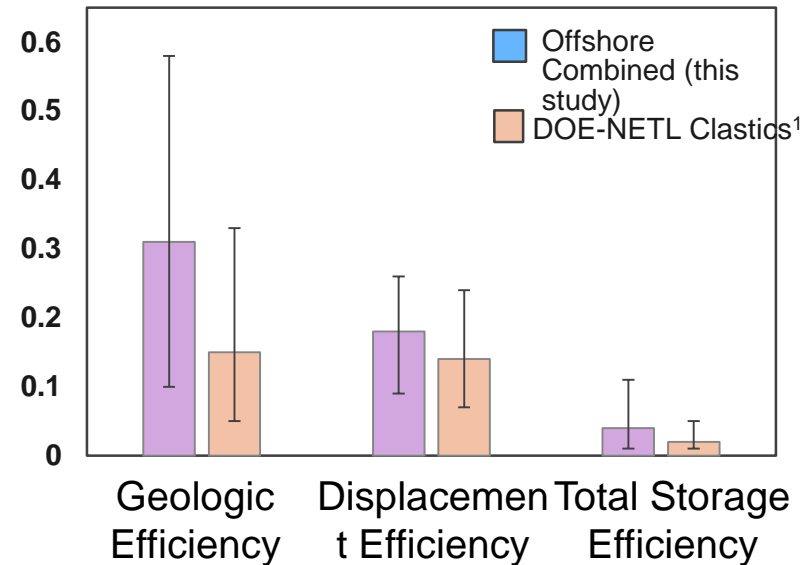 0.6
0.5
0.4
0.3
0.2
0.1
0
Offshore
Combined (this
study)
DOE-NETL Clastics¹
Geologic
Efficiency
Displacemen
t Efficiency
Total Storage
Efficiency